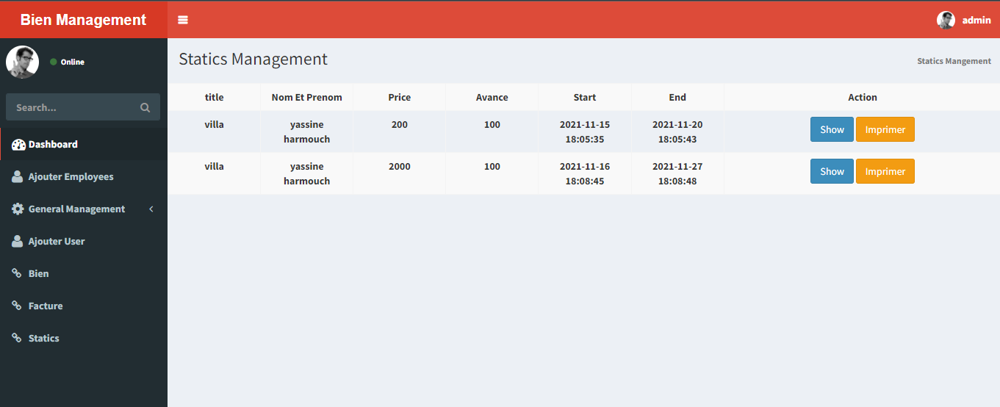 Bien Management
admin
Online
Search...
Dashboard
Ajouter Employees
General Management
Ajouter User
Bien
Facture
Statics
Statics Management
Statics Mangement
title Nom Et Prenom Price Avance Start End Action
villa yassine 200 100 2021-11-15 2021-11-20 Show Imprimer
harmouch 18:05:35 18:05:43
villa yassine 2000 100 2021-11-16 2021-11-27 Show Imprimer
harmouch 18:08:45 18:08:48